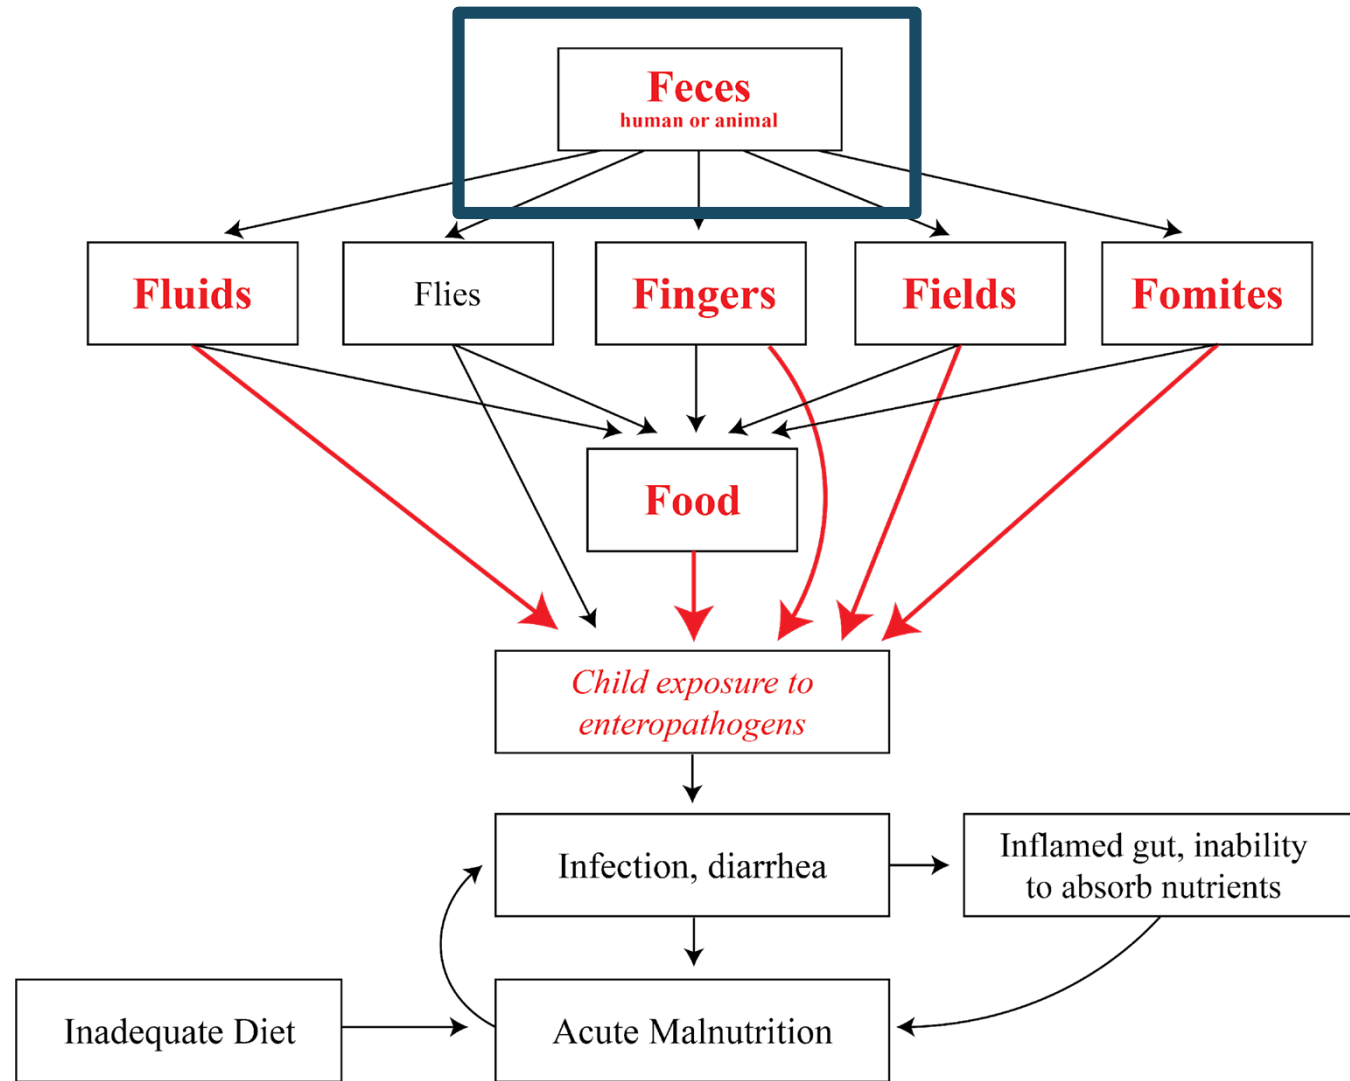 Feces
human or animal
Fluids
Flies
Fingers
Fields
Fomites
Food
Child exposure to
enteropathogens
Infection, diarrhea
Inflamed gut, inability
to absorb nutrients
Inadequate Diet
Acute Malnutrition